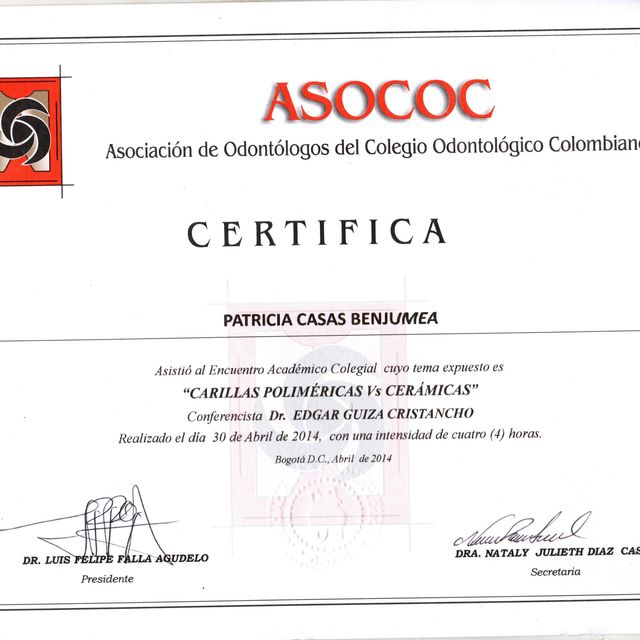 ASOCOC
Asociación de Odontólogos del Colegio Odontológico Colombian
CERTIFICA
PATRICIA CASAS BENJUMEA
Asistió al Encuentro Académico Colegial cuyo tema expuesto es
“CARILLAS POLIMÉRICAS Vs CERÁMICAS”
Conferencista Dr. EDGAR GUIZA CRISTANCHO
Realizado el día 30 de Abril de 2014, con una intensidad de cuatro (4) horas.
Bogotá D.C., Abril de 2014
DR. LUIS FELIPE FALLA AGUDELO
Presidente
DRA. NATALY JULIETH DIAZ CAS
Secretaria